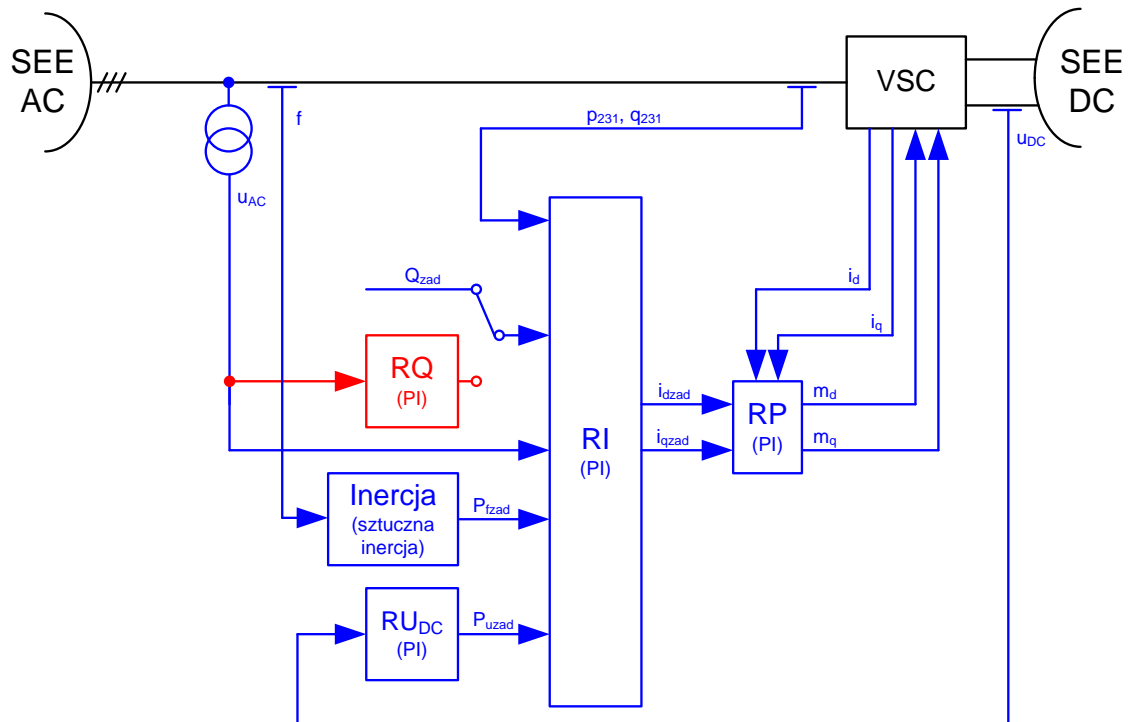 SEE
AC
VSC
SEE
DC
f
p231, q231
uDC
uAC
Qzad
id
iq
RQ
(PI)
idzad
RP
(PI)
md
RI
(PI)
iqzad
mq
Inercja
(sztuczna
inercja)
Pfzad
RUDC
(PI)
Puzad